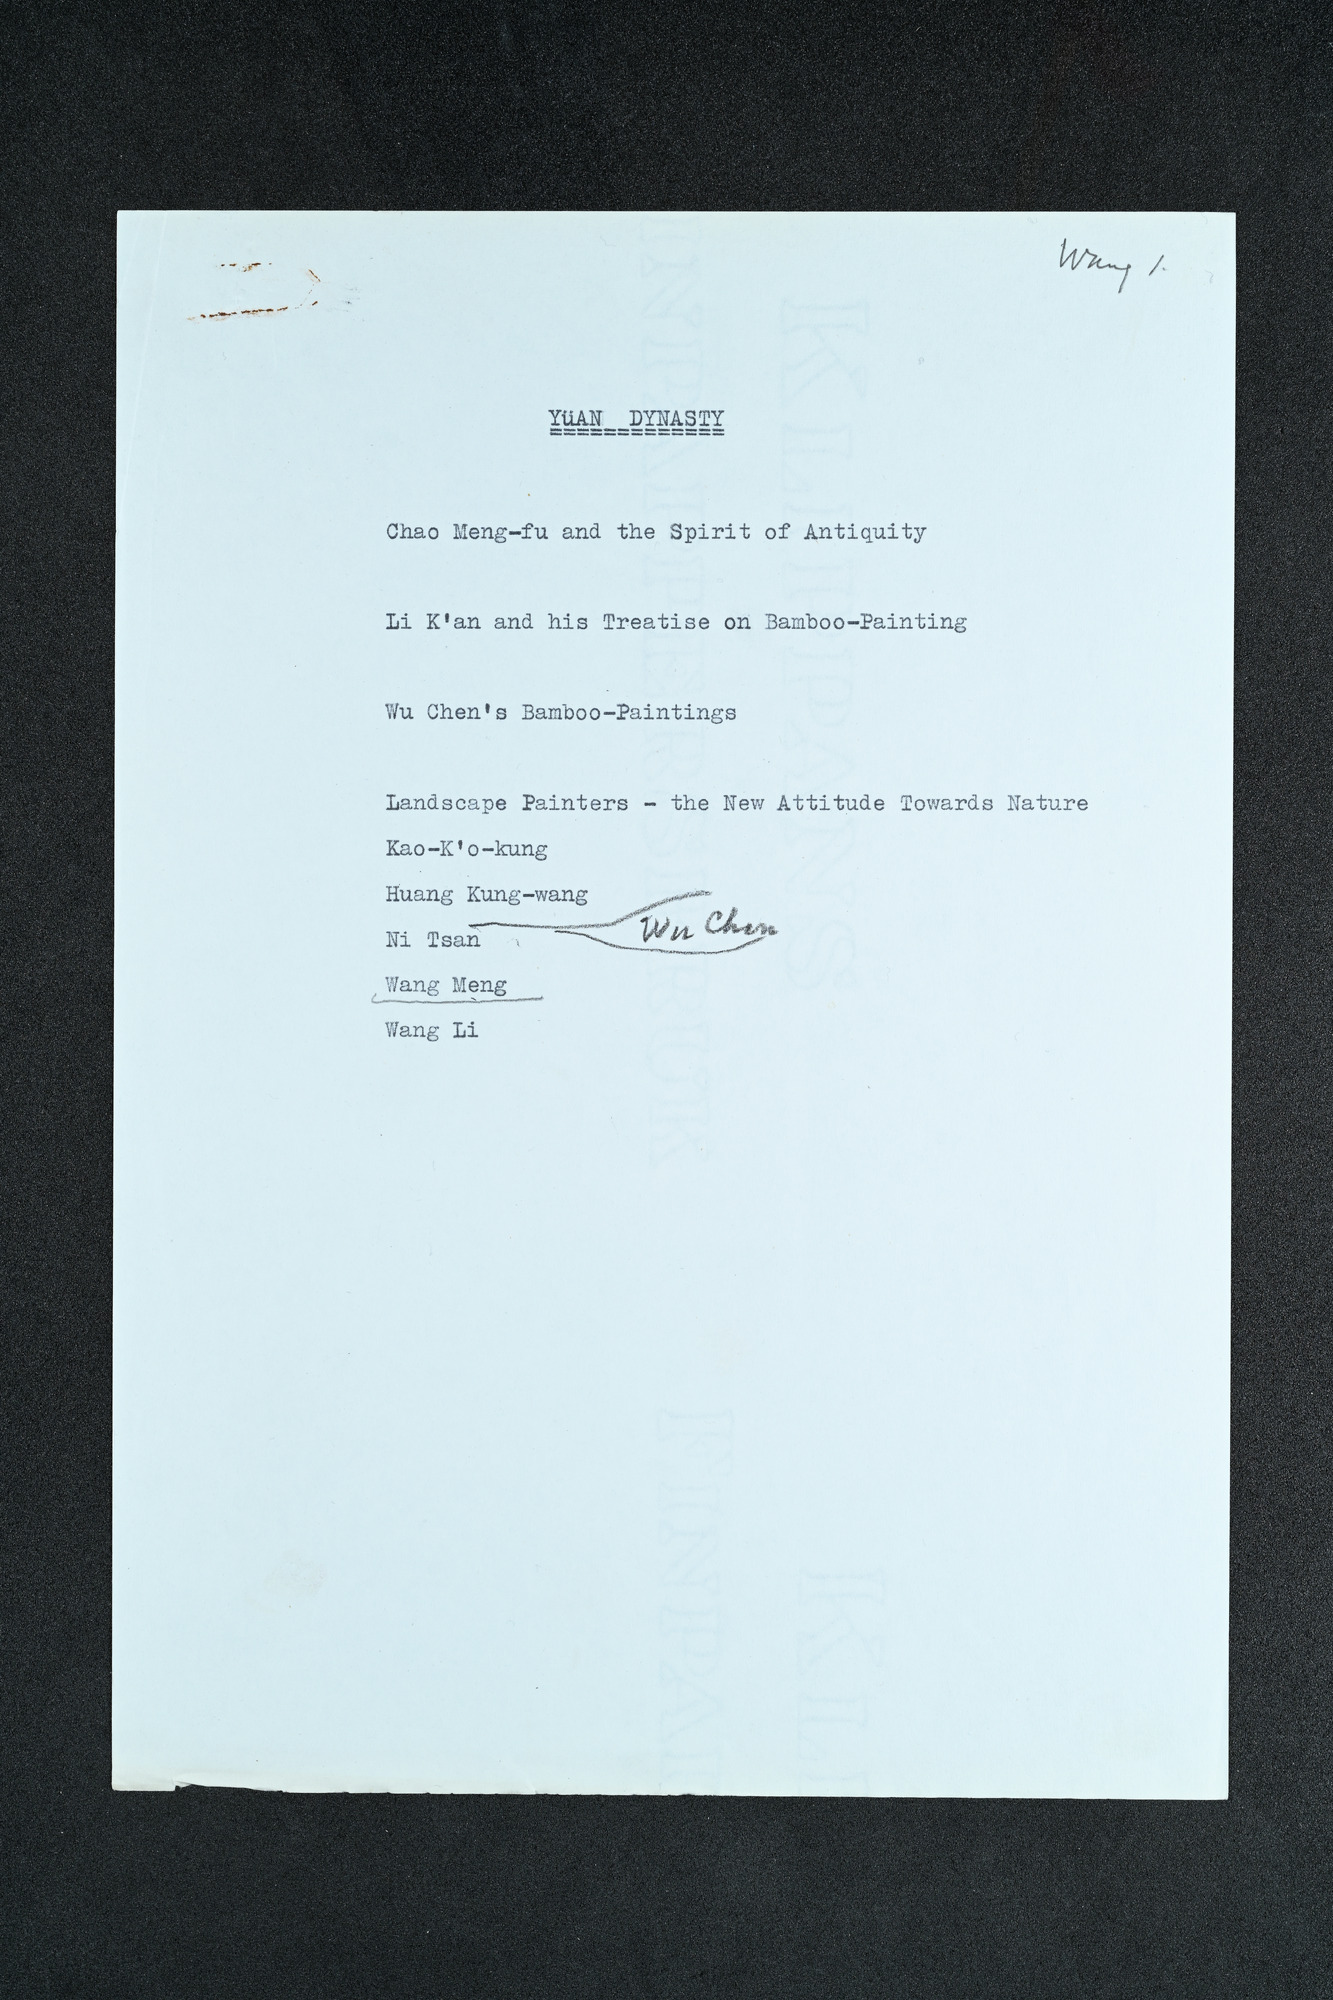 Wang 1.
YüAN DYNASTY
Chao Meng-fu and the Spirit of Antiquity
Li K'an and his Treatise on Bamboo-Painting
Wu Chen's Bamboo-Paintings
Landscape Painters - the New Attitude Towards Nature
Kao-K'o-kung
Huang Kung-wang
Wu Chen
Ni Tsan
Wang Meng
Wang Li